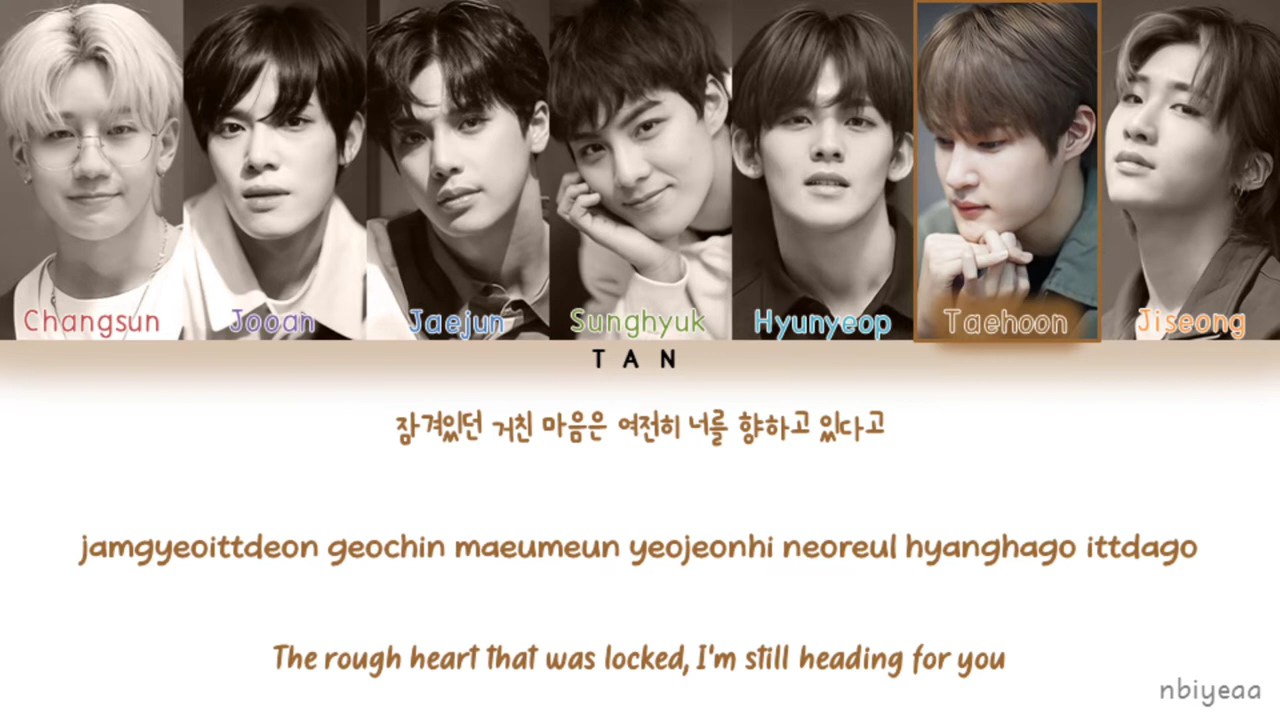 Changsun Jooan Jaejun Sunghyuk Hyunyeop Taehoon Jiseong
TAN
잠겨있던 거친 마음은 여전히 너를 향하고 있다고
jamgyeoittdeon geochin maeumeun yeojeonhi neoreul hyanghago ittdago
The rough heart that was locked, I'm still heading for you
nbiyeaa